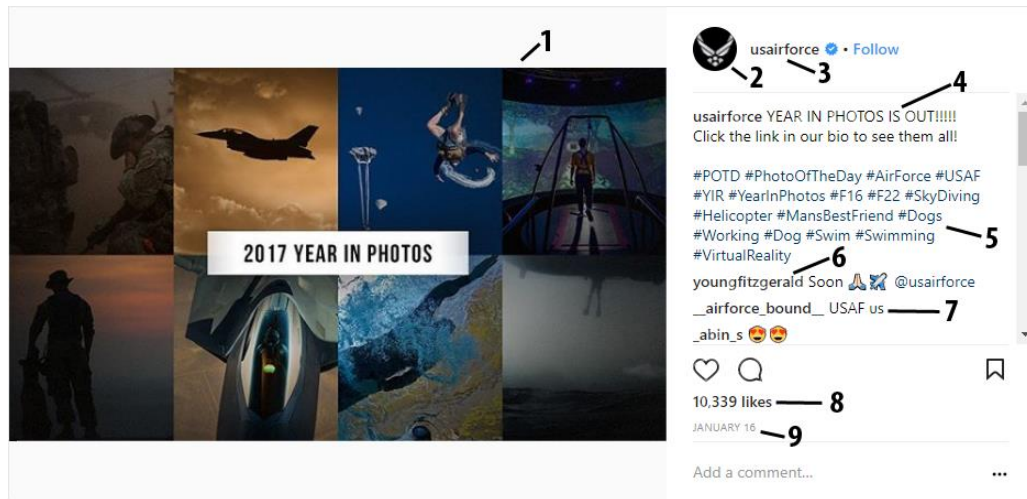 1
2017 YEAR IN PHOTOS
2
usairforce • Follow
3
4
usairforce YEAR IN PHOTOS IS OUT!!!!!
Click the link in our bio to see them all!
#POTD #PhotoOfTheDay #AirForce #USAF
#YIR #YearInPhotos #F16 #F22 #SkyDiving
#Helicopter #MansBestFriend #Dogs
#Working #Dog #Swim #Swimming
5
#VirtualReality
6
youngfitzgerald Soon 🙏🏻 ✈️ @usairforce
__airforce_bound__ USAF us
7
_abin_s 😍😍
10,339 likes
8
JANUARY 16
9
Add a comment...